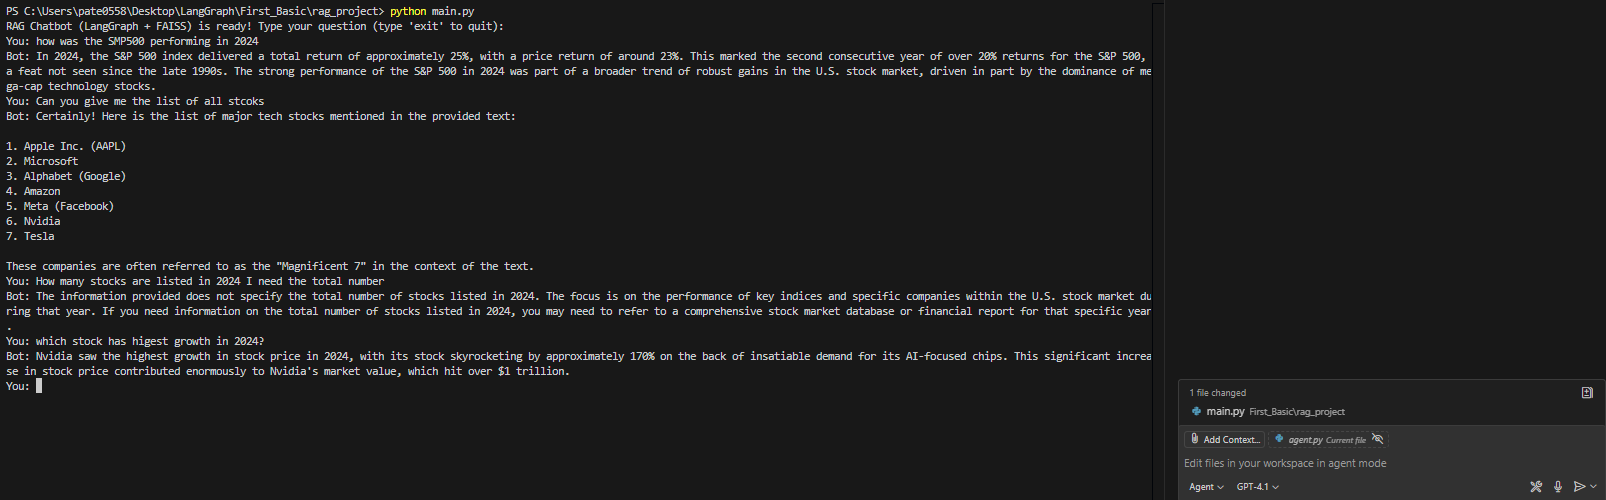 PS C:\Users\pate0558\Desktop\LangGraph\First_Basic\rag_project> python main.py
RAG Chatbot (LangGraph + FAISS) is ready! Type your question (type 'exit' to quit):
You: how was the SMP500 performing in 2024
Bot: In 2024, the S&P 500 index delivered a total return of approximately 25%, with a price return of around 23%. This marked the second consecutive year of over 20% returns for the S&P 500,
a feat not seen since the late 1990s. The strong performance of the S&P 500 in 2024 was part of a broader trend of robust gains in the U.S. stock market, driven in part by the dominance of me
ga-cap technology stocks.
You: Can you give me the list of all stcoks
Bot: Certainly! Here is the list of major tech stocks mentioned in the provided text:
1. Apple Inc. (AAPL)
2. Microsoft
3. Alphabet (Google)
4. Amazon
5. Meta (Facebook)
6. Nvidia
7. Tesla
These companies are often referred to as the "Magnificent 7" in the context of the text.
You: How many stocks are listed in 2024 I need the total number
Bot: The information provided does not specify the total number of stocks listed in 2024. The focus is on the performance of key indices and specific companies within the U.S. stock market du
ring that year. If you need information on the total number of stocks listed in 2024, you may need to refer to a comprehensive stock market database or financial report for that specific year
.
You: which stock has higest growth in 2024?
Bot: Nvidia saw the highest growth in stock price in 2024, with its stock skyrocketing by approximately 170% on the back of insatiable demand for its AI-focused chips. This significant increa
se in stock price contributed enormously to Nvidia's market value, which hit over $1 trillion.
You:
1 file changed
main.py First_Basic\rag_project
Add Context... agent.py Current file
Edit files in your workspace in agent mode
Agent GPT-4.1